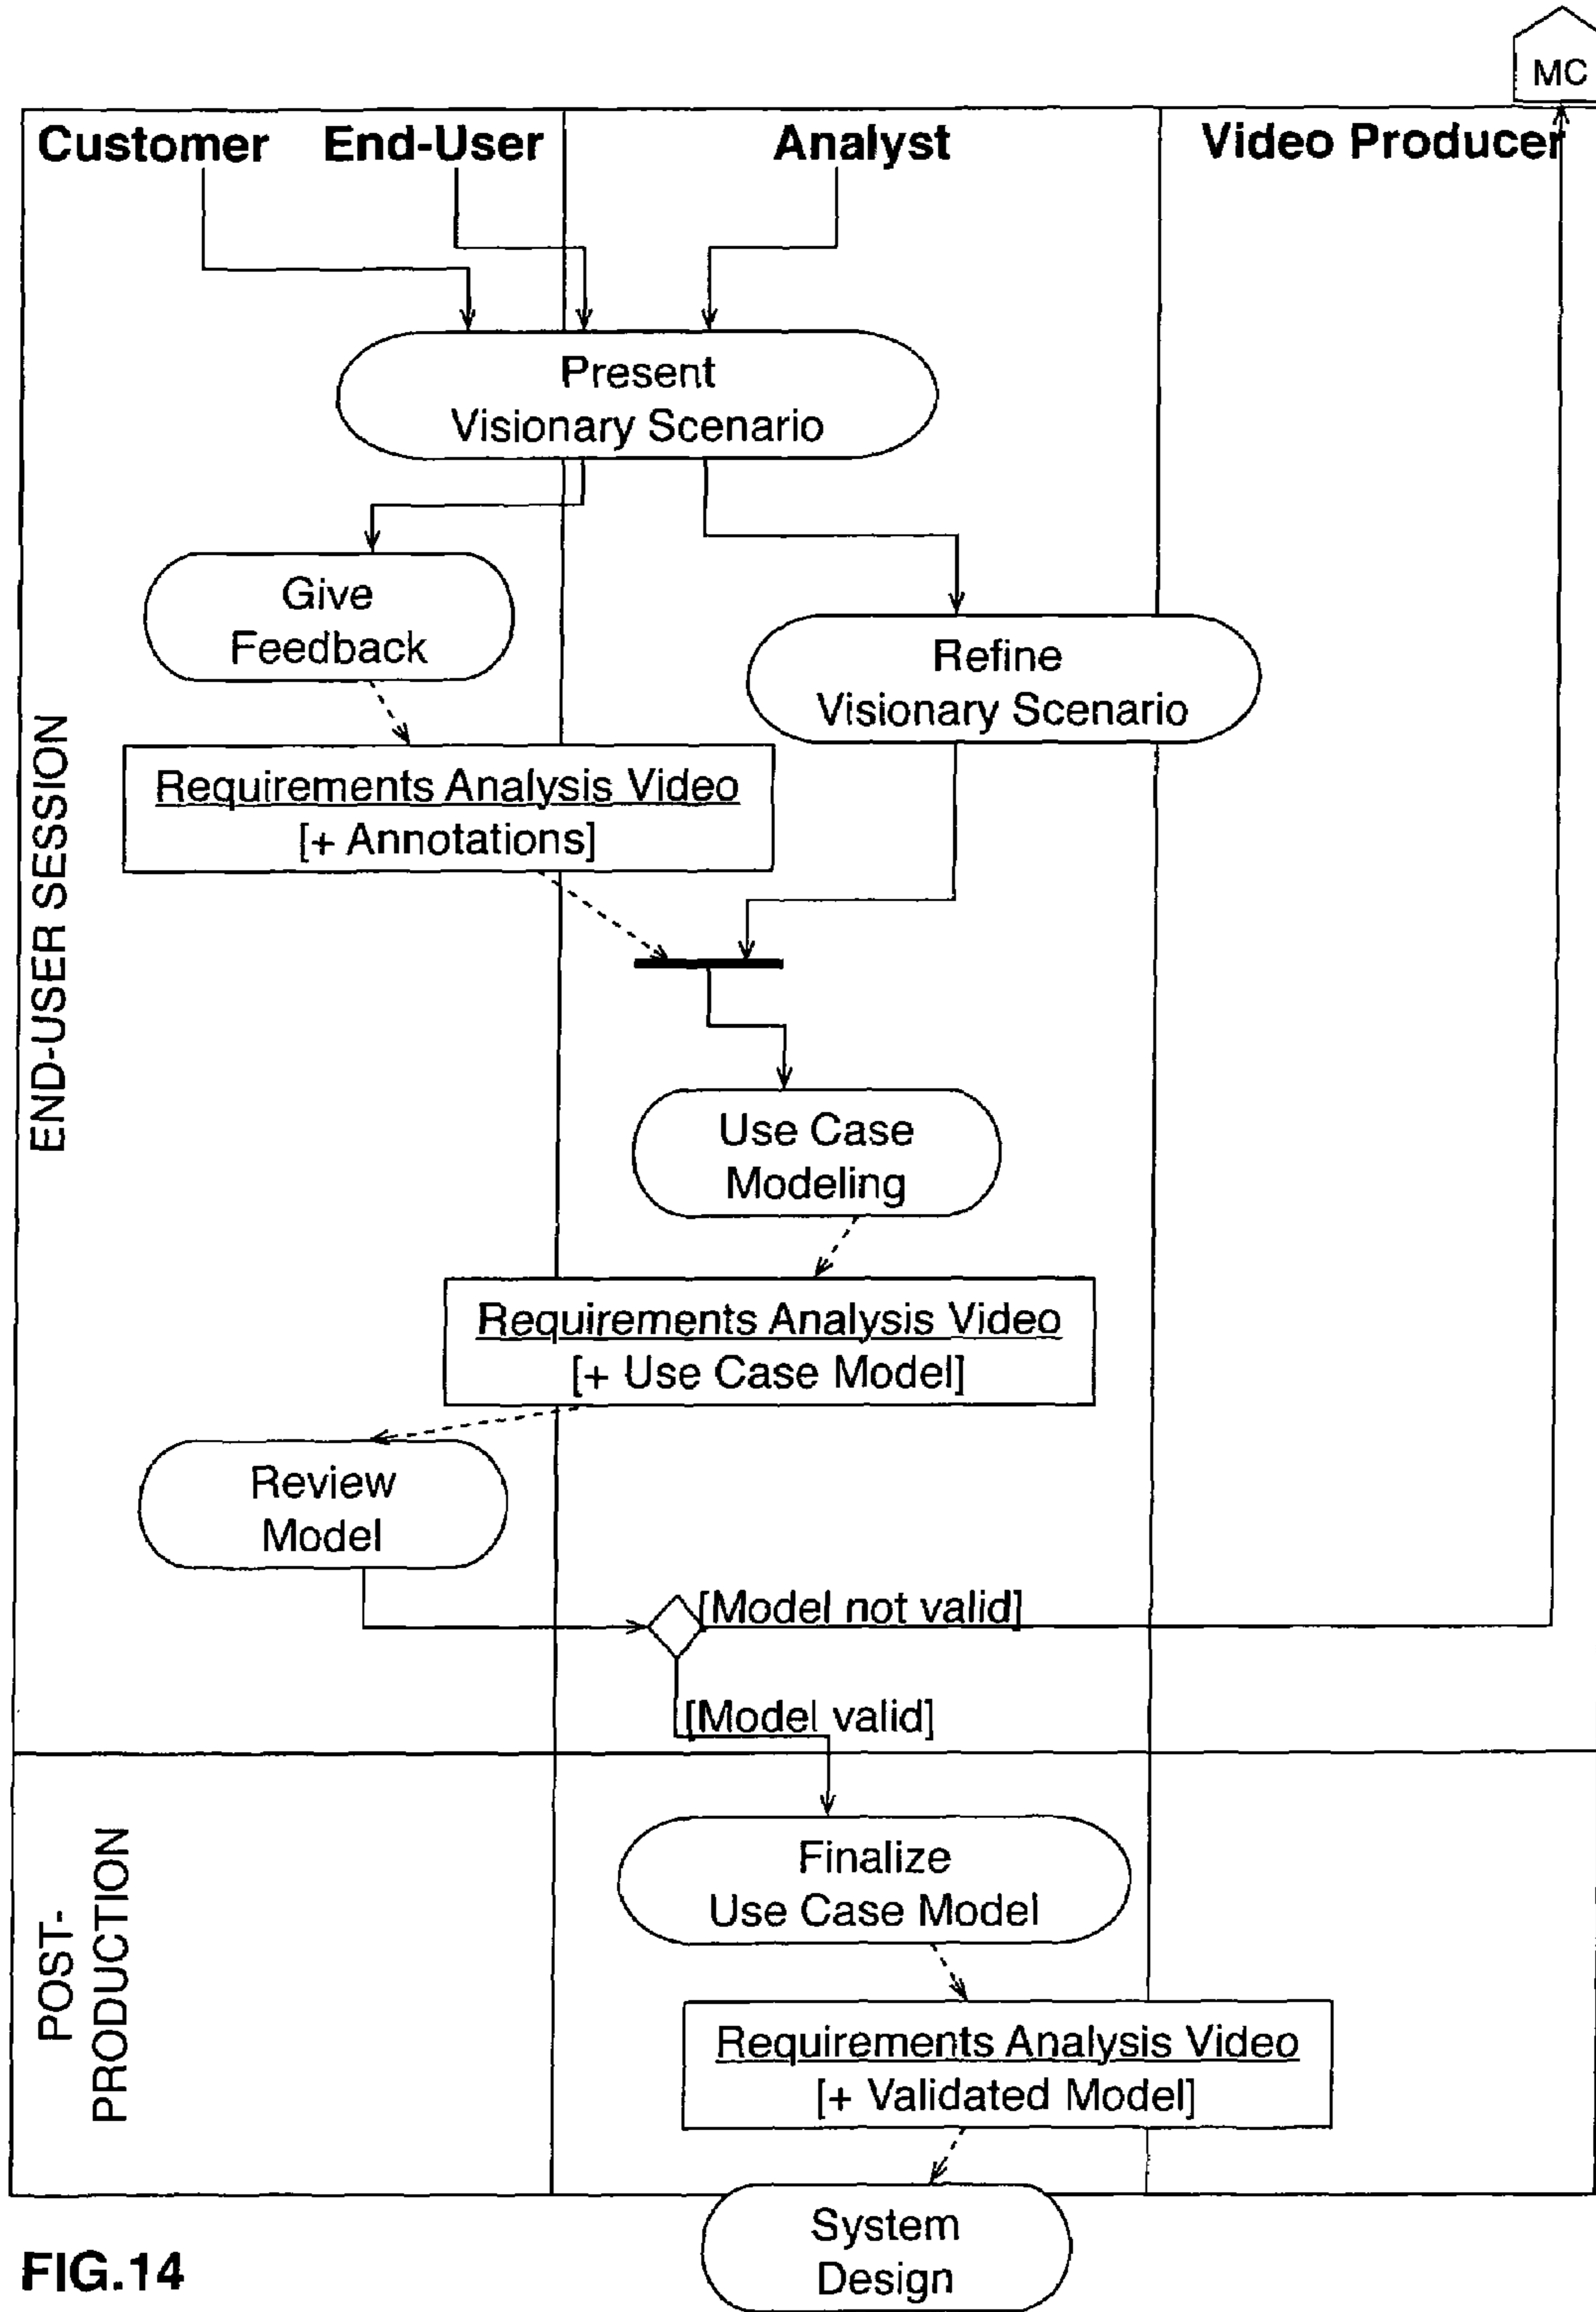 MC
Customer End-User Analyst Video Producer
Present
Visionary Scenario
Give
Feedback
Refine
Visionary Scenario
END-USER SESSION
Requirements Analysis Video
[+ Annotations]
Use Case
Modeling
Requirements Analysis Video
[+ Use Case Model]
Review
Model
[Model not valid]
[Model valid]
POST-
PRODUCTION
Finalize
Use Case Model
Requirements Analysis Video
[+ Validated Model]
System
Design
FIG.14